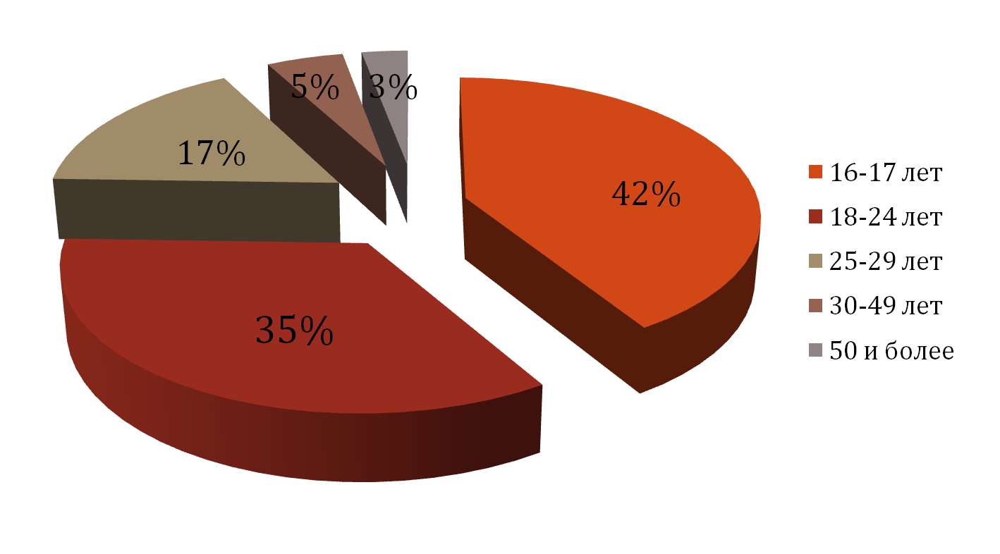 5%
3%
17%
42%
35%
16-17 лет
18-24 лет
25-29 лет
30-49 лет
50 и более